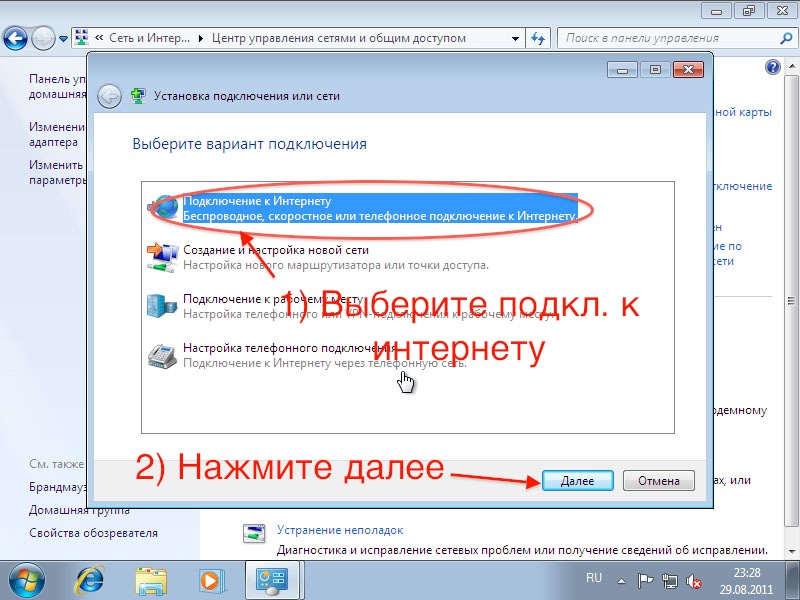 « Сеть и Интер... ▸ Центр управления сетями и общим доступом
Поиск в панели управления
Панель уп
домашняя
Изменени
адаптера
Изменить
параметры
ной карты
дключение
ен
ие по
сети
одемному
ах, или
Установка подключения или сети
Выберите вариант подключения
Подключение к Интернету
Беспроводное, скоростное или телефонное подключение к Интернету.
Создание и настройка новой сети
Настройка нового маршрутизатора или точки доступа.
Подключение к рабочему месту
Настройка телефонного или VPN-подключения к рабочему месту.
Настройка телефонного подключения
Подключение к Интернету через телефонную сеть.
1) Выберите подкл. к
интернету
2) Нажмите далее
Далее
Отмена
См. также
Брандмауэ
Домашняя группа
Свойства обозревателя
Устранение неполадок
Диагностика и исправление сетевых проблем или получение сведений об исправлении.
RU
23:28
29.08.2011